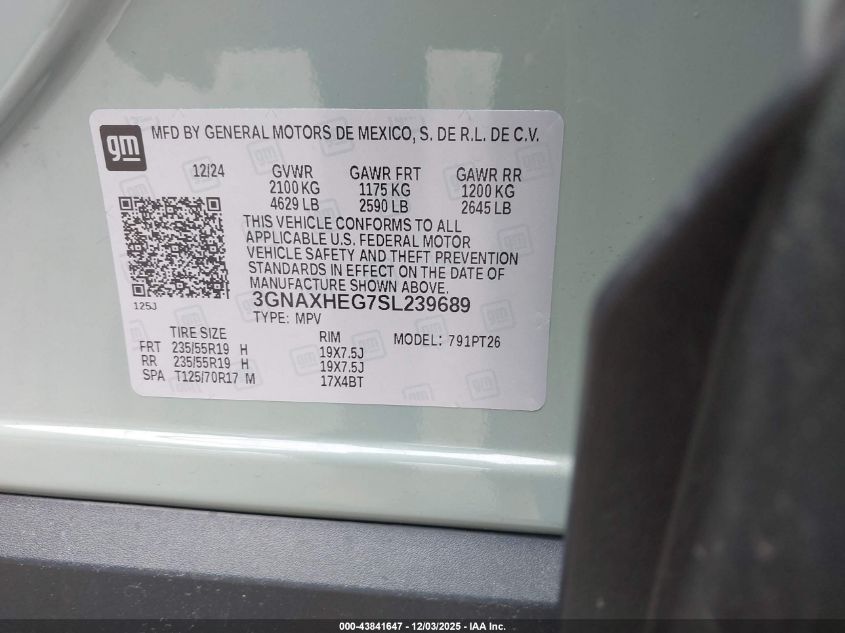 gm MFD BY GENERAL MOTORS DE MEXICO, S. DE R.L. DE C.V.
12/24 GVWR GAWR FRT GAWR RR
2100 KG 1175 KG 1200 KG
4629 LB 2590 LB 2645 LB
THIS VEHICLE CONFORMS TO ALL
APPLICABLE U.S. FEDERAL MOTOR
VEHICLE SAFETY AND THEFT PREVENTION
STANDARDS IN EFFECT ON THE DATE OF
MANUFACTURE SHOWN ABOVE.
125J 3GNAXHEG7SL239689
TYPE: MPV
TIRE SIZE RIM MODEL: 791PT26
FRT 235/55R19 H 19X7.5J
RR 235/55R19 H 19X7.5J
SPA T125/70R17 M 17X4BT
000-43841647 - 12/03/2025 - IAA Inc.